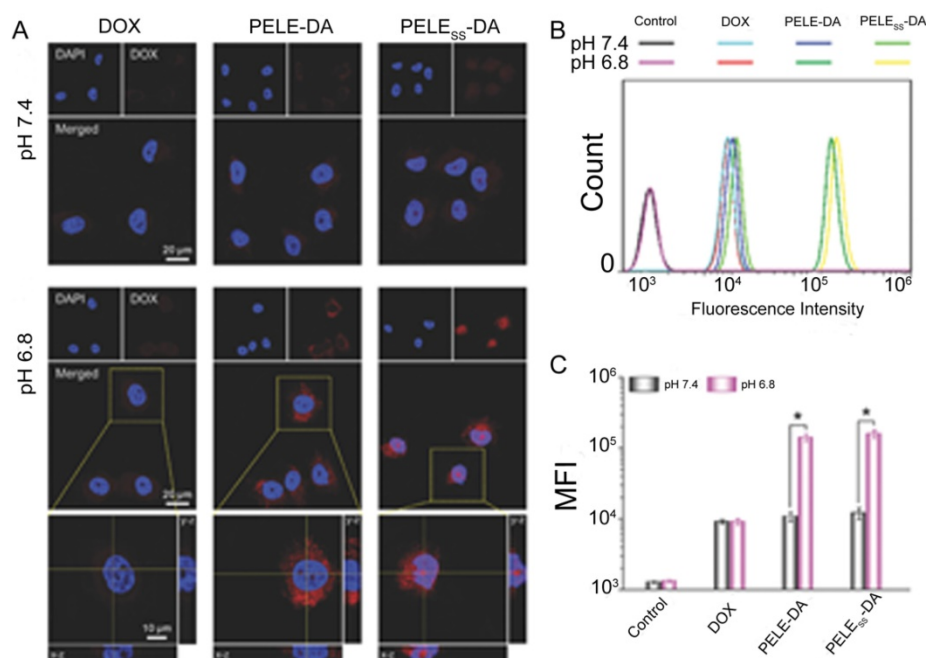 A
DOX
PELE-DA
PELEss-DA
pH 7.4
DAPI
DOX
Merged
20 μm
pH 6.8
DAPI
DOX
Merged
20 μm
y-z
y-z
y-z
10 μm
x-z
x-z
x-z
B
Control
DOX
PELE-DA
PELEss-DA
pH 7.4
pH 6.8
Count
0
10³
10⁴
10⁵
10⁶
Fluorescence Intensity
C
pH 7.4
pH 6.8
MFI
10⁶
10⁵
10⁴
10³
*
*
Control
DOX
PELE-DA
PELEss-DA